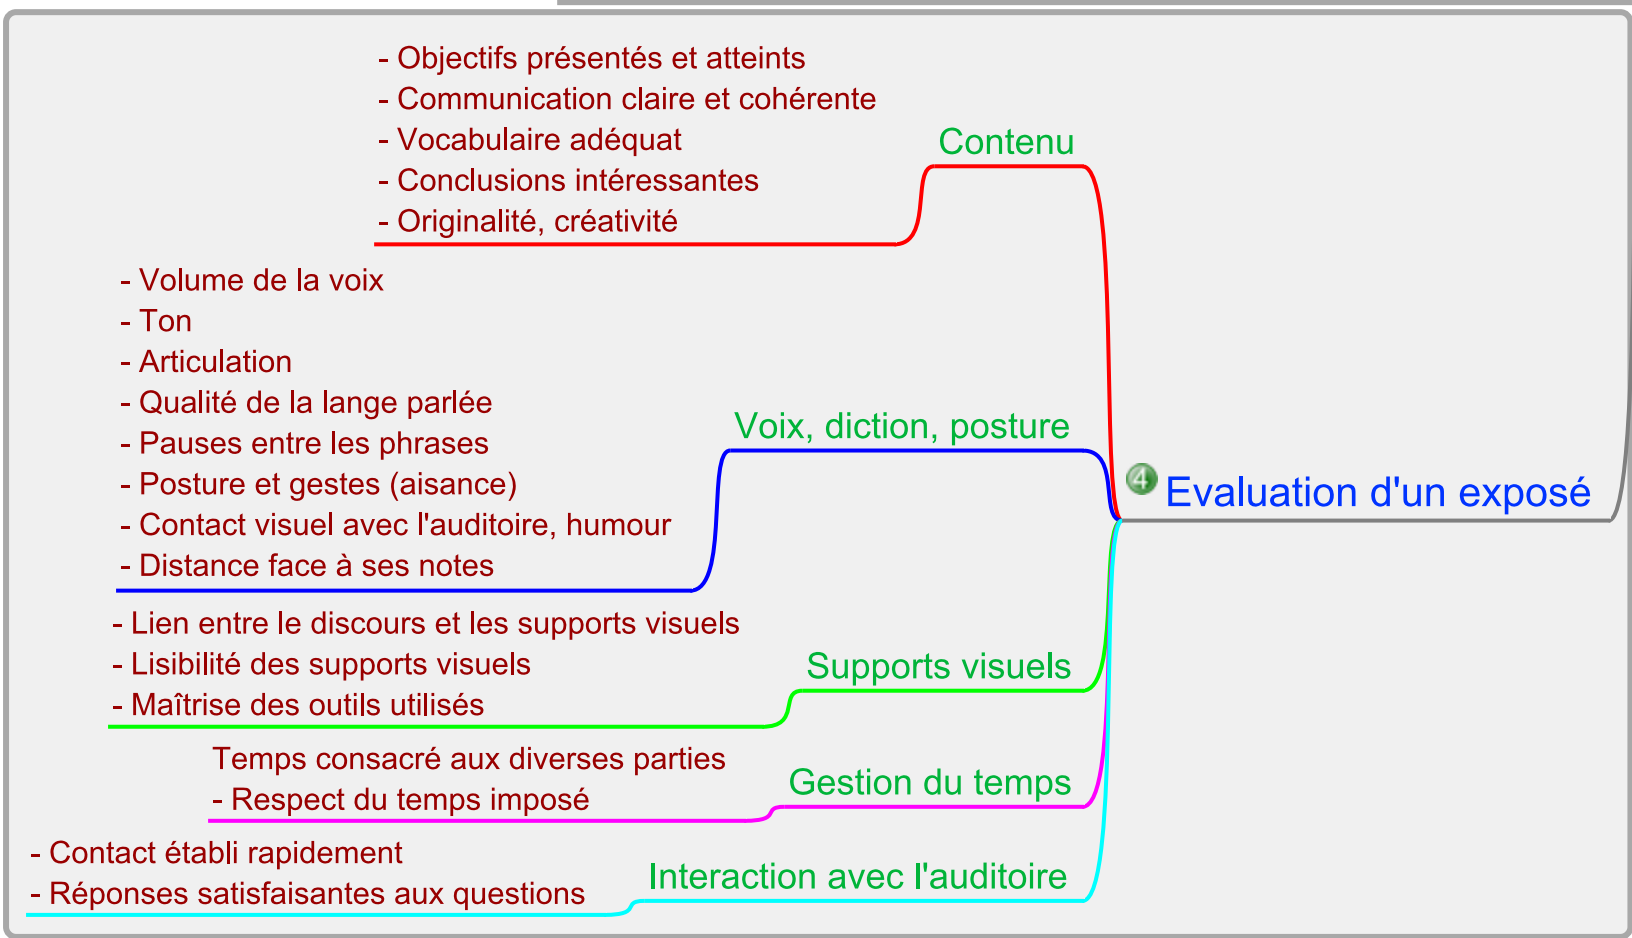 - Objectifs présentés et atteints
- Communication claire et cohérente
- Vocabulaire adéquat
- Conclusions intéressantes
- Originalité, créativité
Contenu
- Volume de la voix
- Ton
- Articulation
- Qualité de la lange parlée
- Pauses entre les phrases
- Posture et gestes (aisance)
- Contact visuel avec l'auditoire, humour
- Distance face à ses notes
Voix, diction, posture
4 Evaluation d'un exposé
- Lien entre le discours et les supports visuels
- Lisibilité des supports visuels
- Maîtrise des outils utilisés
Supports visuels
Temps consacré aux diverses parties
- Respect du temps imposé
Gestion du temps
- Contact établi rapidement
- Réponses satisfaisantes aux questions
Interaction avec l'auditoire